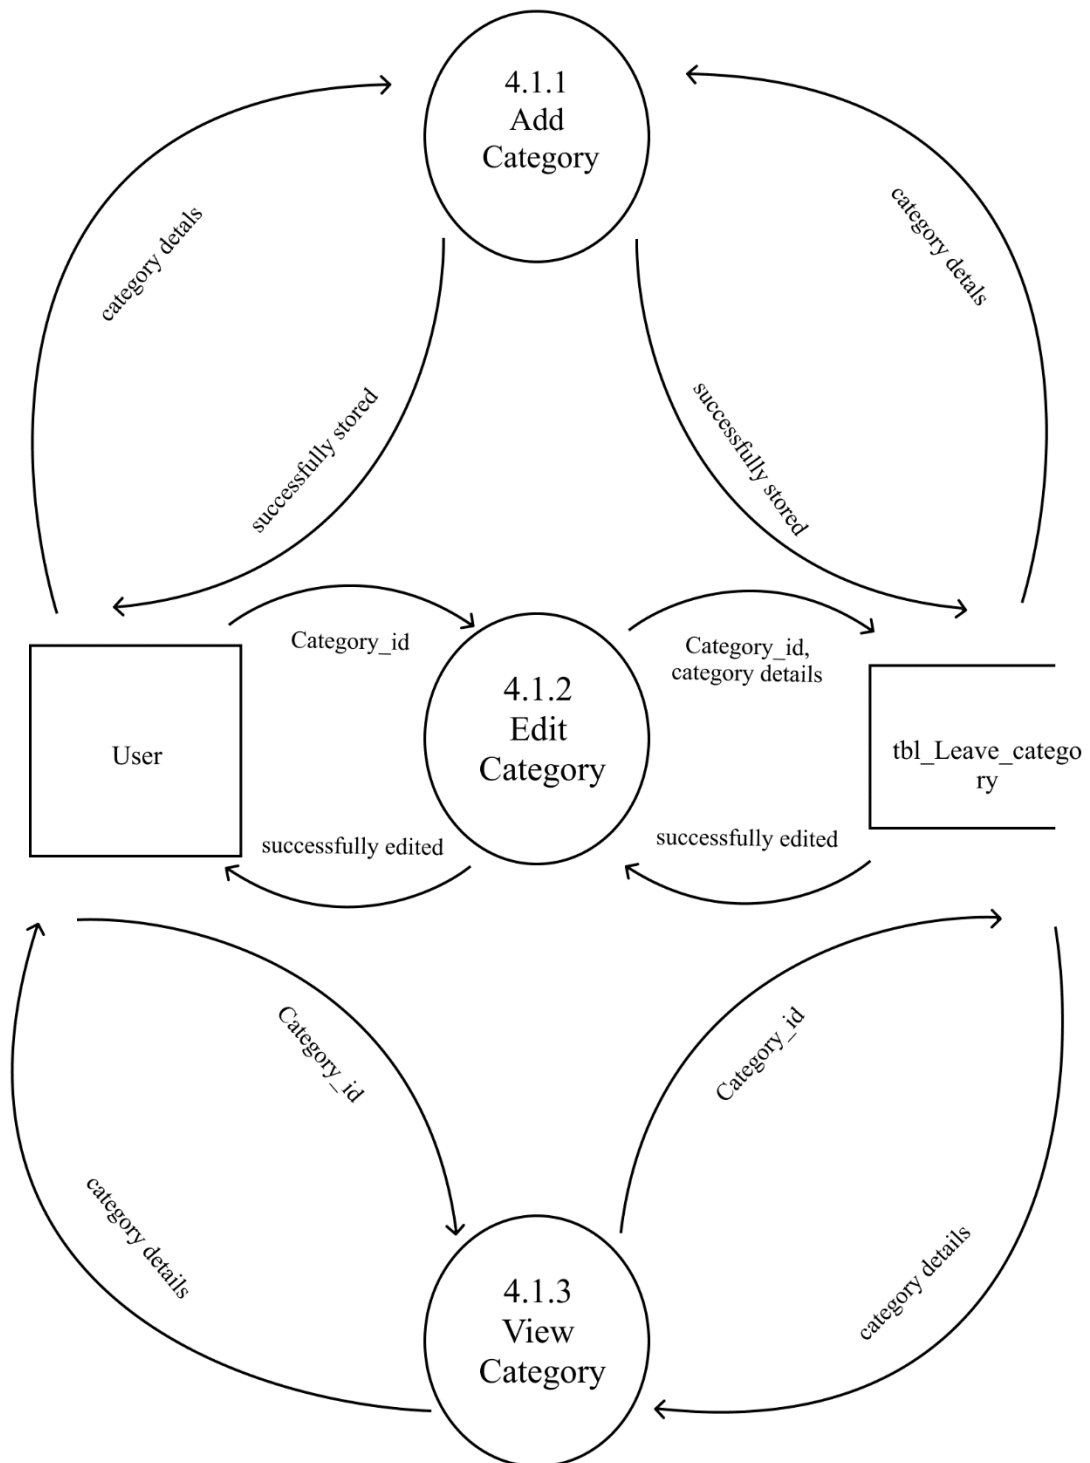 4.1.1
Add
Category
category detals
category detals
successfully stored
successfully stored
Category_id
Category_id,
category details
4.1.2
Edit
Category
User
tbl_Leave_catego
ry
successfully edited
successfully edited
Category_id
Category_id
category details
category details
4.1.3
View
Category